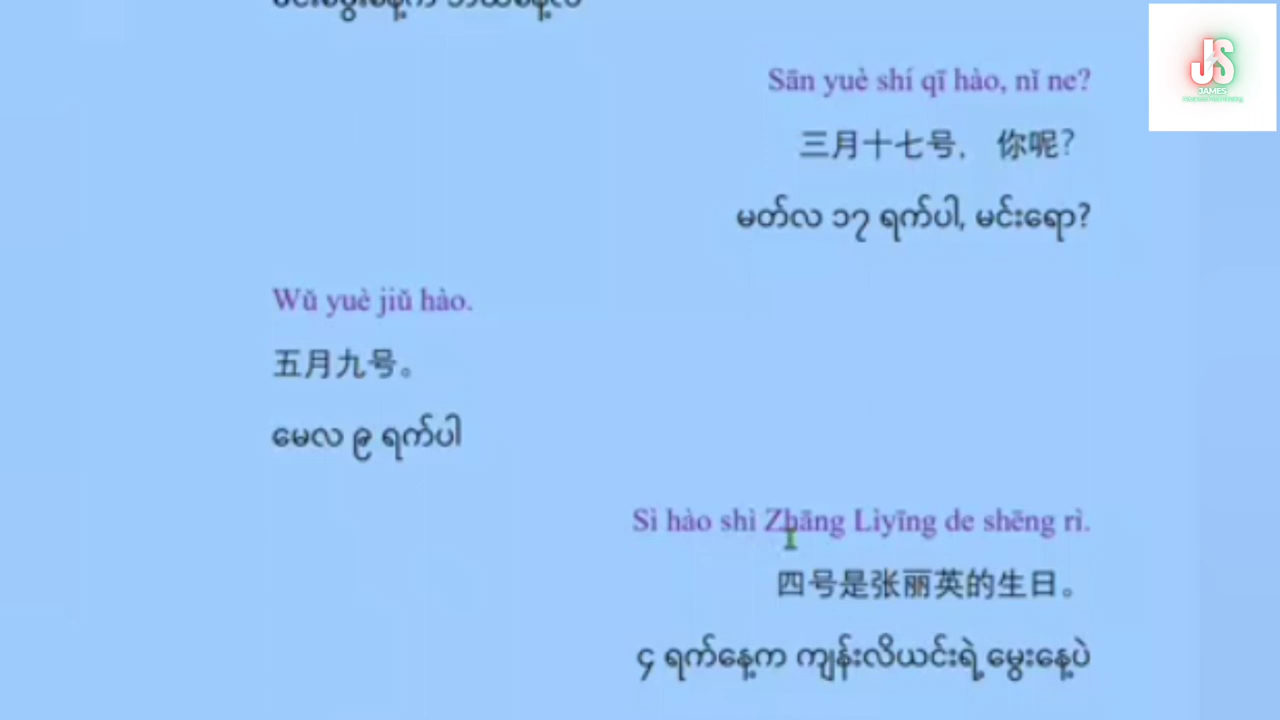 Sān yuè shí qī hào, nǐ ne?
三月十七号， 你呢?
မတ်လ ၁၇ ရက်ပါ, မင်းရော?
Wǔ yuè jiǔ hào.
五月九号。
မေလ ၉ ရက်ပါ
Sì hào shì Zhāng Lìyīng de shēng rì.
四号是张丽英的生日。
၄ ရက်နေ့က ကျန်းလိယင်းရဲ့ မွေးနေ့ပဲ
JS
JAMES